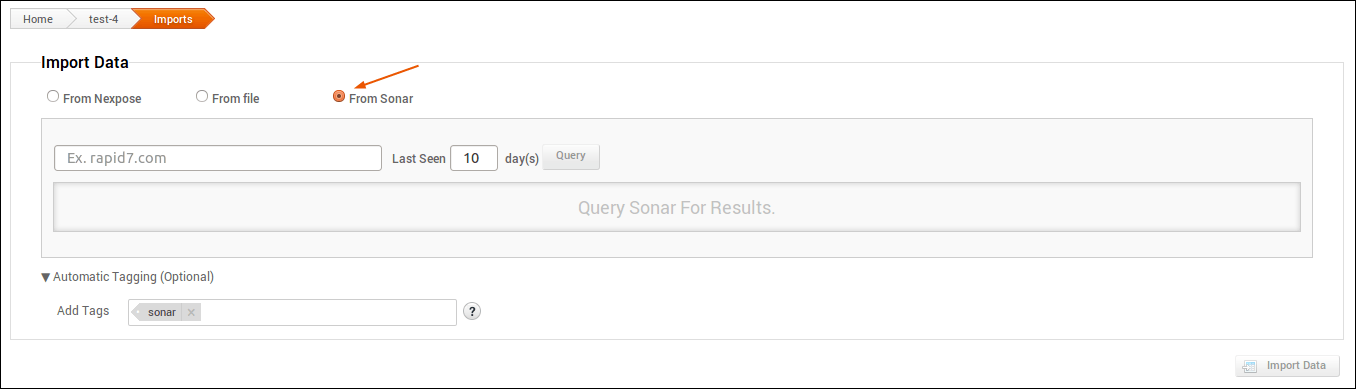 Home test-4 Imports
Import Data
From Nexpose From file From Sonar
Ex. rapid7.com Last Seen 10 day(s) Query
Query Sonar For Results.
▼ Automatic Tagging (Optional)
Add Tags sonar x ?
Import Data